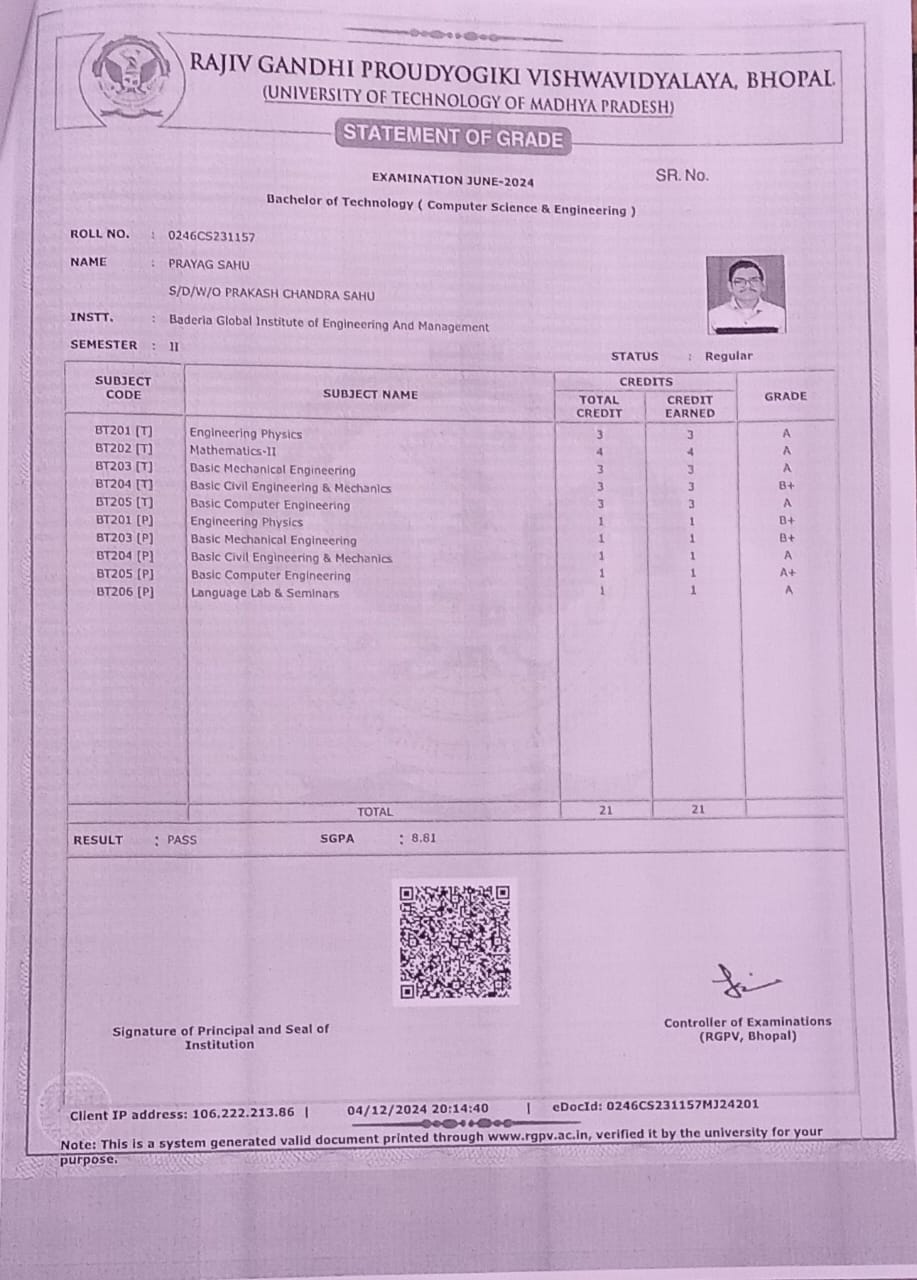 RAJIV GANDHI PROUDYOGIKI VISHWAVIDYALAYA, BHOPAL
(UNIVERSITY OF TECHNOLOGY OF MADHYA PRADESH)
STATEMENT OF GRADE
EXAMINATION JUNE-2024 SR. No.
Bachelor of Technology ( Computer Science & Engineering )
ROLL NO. : 0246CS231157
NAME : PRAYAG SAHU
S/D/W/O PRAKASH CHANDRA SAHU
INSTT. : Baderia Global Institute of Engineering And Management
SEMESTER : II
STATUS : Regular
SUBJECT CODE SUBJECT NAME CREDITS GRADE
TOTAL CREDIT CREDIT EARNED
BT201 [T] Engineering Physics 3 3 A
BT202 [T] Mathematics-II 4 4 A
BT203 [T] Basic Mechanical Engineering 3 3 A
BT204 [T] Basic Civil Engineering & Mechanics 3 3 B+
BT205 [T] Basic Computer Engineering 3 3 A
BT201 [P] Engineering Physics 1 1 B+
BT203 [P] Basic Mechanical Engineering 1 1 B+
BT204 [P] Basic Civil Engineering & Mechanics 1 1 A
BT205 [P] Basic Computer Engineering 1 1 A+
BT206 [P] Language Lab & Seminars 1 1 A
TOTAL 21 21
RESULT : PASS SGPA : 8.81
Signature of Principal and Seal of
Institution
Controller of Examinations
(RGPV, Bhopal)
Client IP address: 106.222.213.86 | 04/12/2024 20:14:40 | eDocId: 0246CS231157MJ24201
Note: This is a system generated valid document printed through www.rgpv.ac.in, verified it by the university for your
purpose.